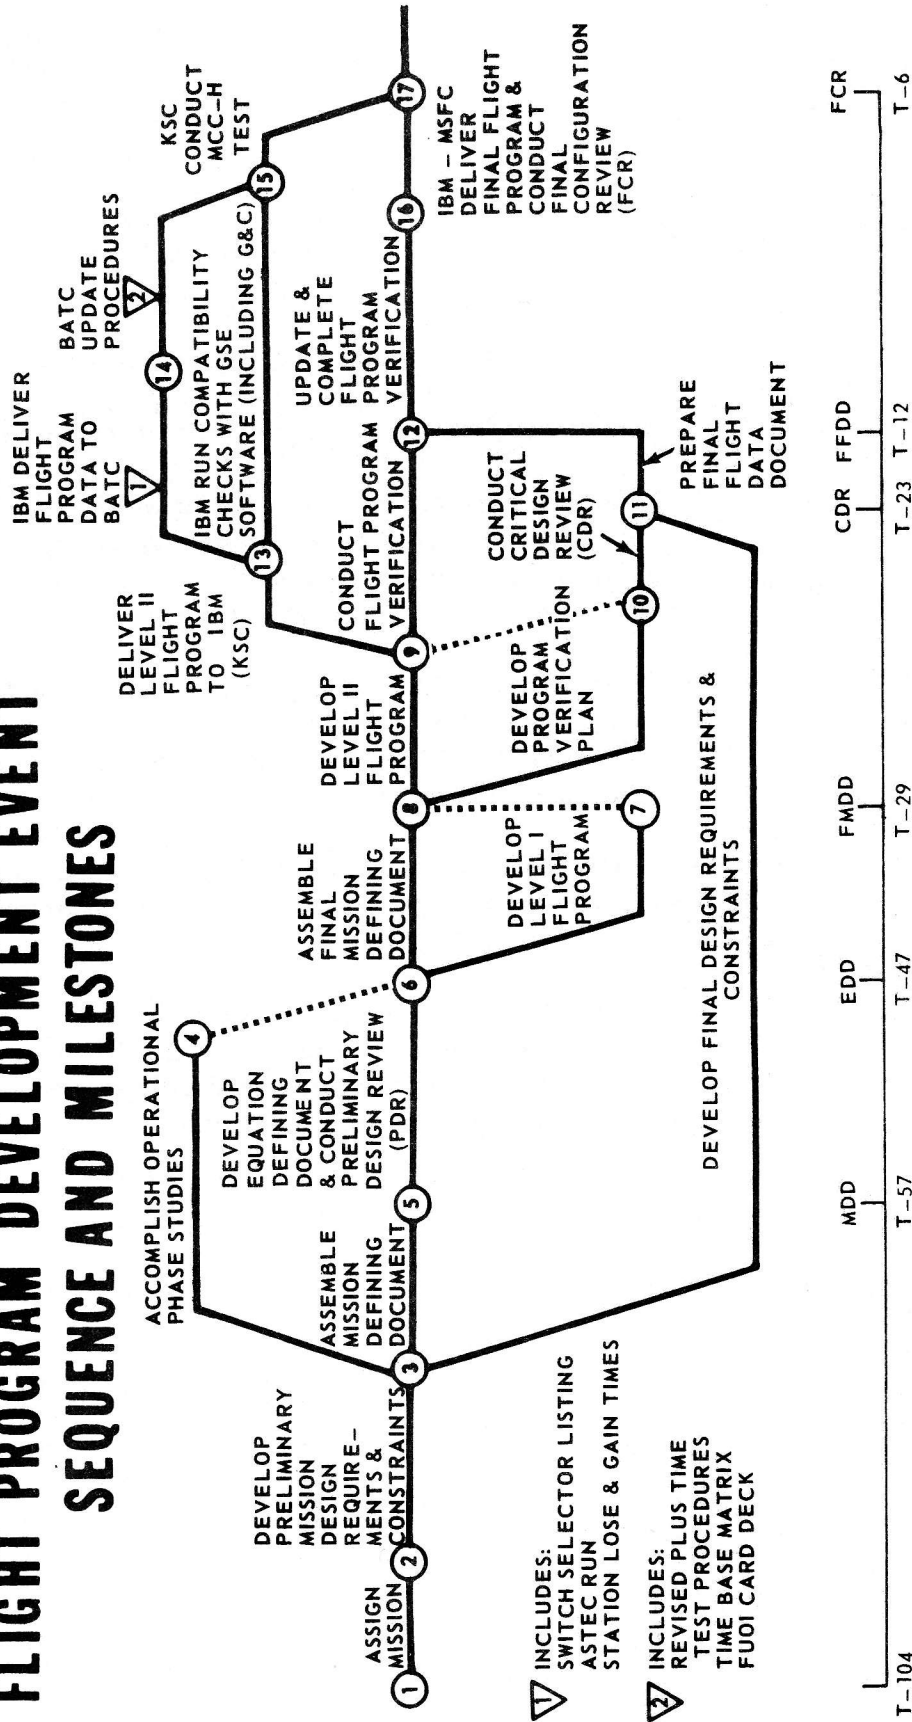 FLIGHT PROGRAM DEVELOPMENT EVENT
SEQUENCE AND MILESTONES
IBM DELIVER
FLIGHT
PROGRAM
DATA TO
BATC
1
BATC
UPDATE
PROCEDURES
2
KSC
CONDUCT
MCC-H
TEST
14
DELIVER
LEVEL II
FLIGHT
PROGRAM
TO IBM
(KSC)
13
IBM RUN COMPATIBILITY
CHECKS WITH GSE
SOFTWARE (INCLUDING G&C)
15
ACCOMPLISH OPERATIONAL
PHASE STUDIES
4
ASSIGN
MISSION
DEVELOP
PRELIMINARY
MISSION
DESIGN
REQUIRE-
MENTS &
CONSTRAINTS
ASSEMBLE
MISSION
DEFINING
DOCUMENT
DEVELOP
EQUATION
DEFINING
DOCUMENT
& CONDUCT
PRELIMINARY
DESIGN REVIEW
(PDR)
ASSEMBLE
FINAL
MISSION
DEFINING
DOCUMENT
DEVELOP
LEVEL II
FLIGHT
PROGRAM
CONDUCT
FLIGHT PROGRAM
VERIFICATION
UPDATE &
COMPLETE
FLIGHT
PROGRAM
VERIFICATION
1
2
3
5
6
8
9
12
16
17
IBM - MSFC
DELIVER
FINAL FLIGHT
PROGRAM &
CONDUCT
FINAL
CONFIGURATION
REVIEW
(FCR)
DEVELOP
LEVEL I
FLIGHT
PROGRAM
7
DEVELOP
PROGRAM
VERIFICATION
PLAN
10
CONDUCT
CRITICAL
DESIGN
REVIEW
(CDR)
11
PREPARE
FINAL
FLIGHT
DATA
DOCUMENT
DEVELOP FINAL DESIGN REQUIREMENTS &
CONSTRAINTS
1 INCLUDES:
SWITCH SELECTOR LISTING
ASTEC RUN
STATION LOSE & GAIN TIMES
2 INCLUDES:
REVISED PLUS TIME
TEST PROCEDURES
TIME BASE MATRIX
FUOI CARD DECK
MDD EDD FMDD CDR FFDD FCR
T-104 T-57 T-47 T-29 T-23 T-12 T-6